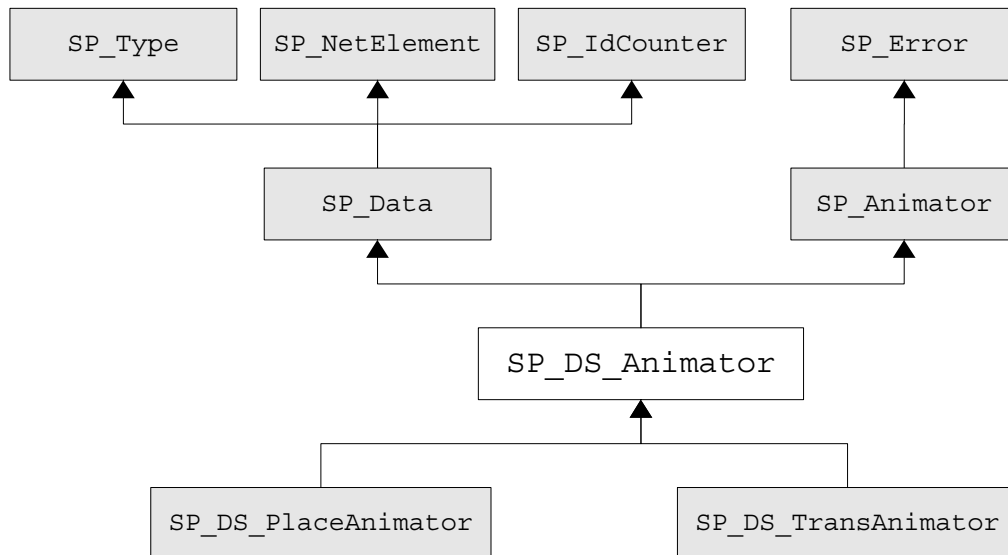 SP_Type
SP_NetElement
SP_IdCounter
SP_Error
SP_Data
SP_Animator
SP_DS_Animator
SP_DS_PlaceAnimator
SP_DS_TransAnimator